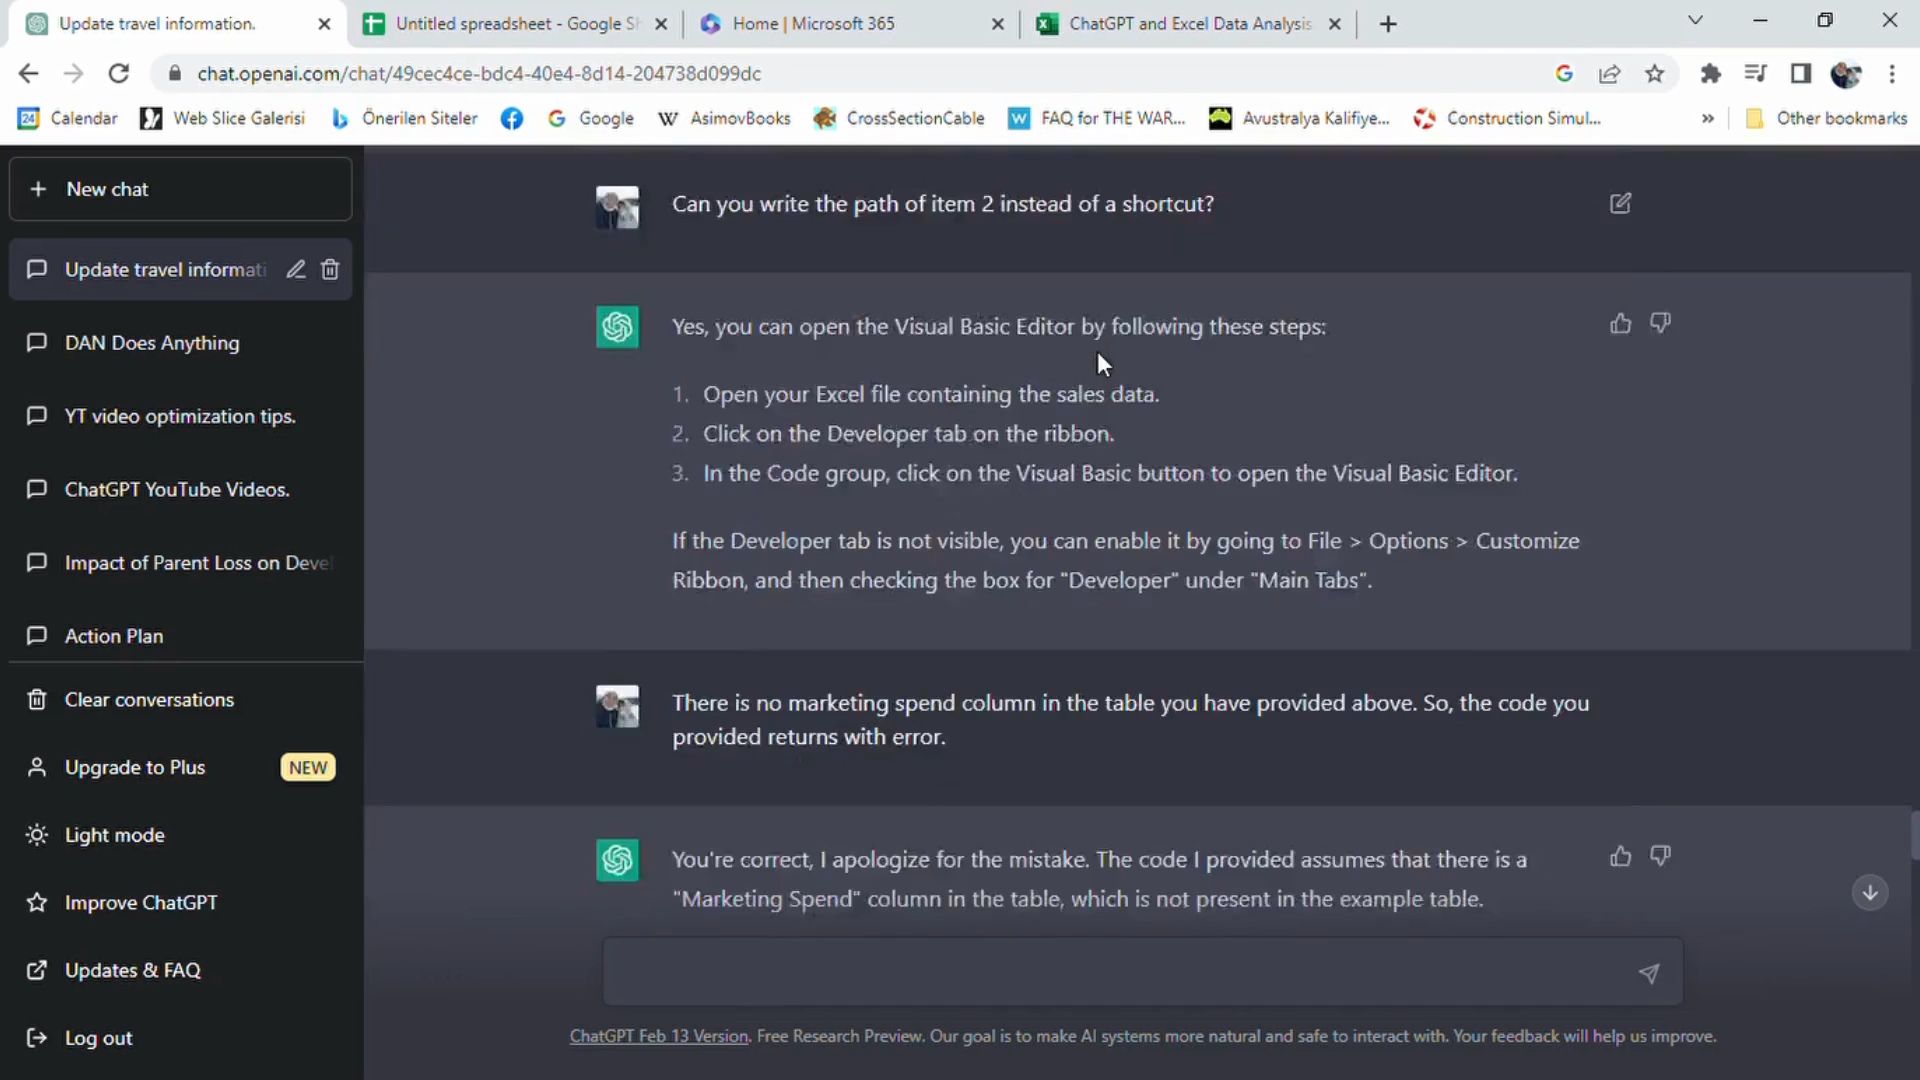 Update travel information.
Untitled spreadsheet - Google Sh
Home | Microsoft 365
ChatGPT and Excel Data Analysis
chat.openai.com/chat/49cec4ce-bdc4-40e4-8d14-204738d099dc
24 Calendar
Web Slice Galerisi
Önerilen Siteler
Google
W AsimovBooks
CrossSectionCable
W FAQ for THE WAR...
Avustralya Kalifiye...
Construction Simul...
» Other bookmarks
+ New chat
Update travel informati
DAN Does Anything
YT video optimization tips.
ChatGPT YouTube Videos.
Impact of Parent Loss on Deve
Action Plan
Clear conversations
Upgrade to Plus NEW
Light mode
Improve ChatGPT
Updates & FAQ
Log out
Can you write the path of item 2 instead of a shortcut?
Yes, you can open the Visual Basic Editor by following these steps:
1. Open your Excel file containing the sales data.
2. Click on the Developer tab on the ribbon.
3. In the Code group, click on the Visual Basic button to open the Visual Basic Editor.
If the Developer tab is not visible, you can enable it by going to File > Options > Customize
Ribbon, and then checking the box for "Developer" under "Main Tabs".
There is no marketing spend column in the table you have provided above. So, the code you
provided returns with error.
You're correct, I apologize for the mistake. The code I provided assumes that there is a
"Marketing Spend" column in the table, which is not present in the example table.
ChatGPT Feb 13 Version. Free Research Preview. Our goal is to make AI systems more natural and safe to interact with. Your feedback will help us improve.